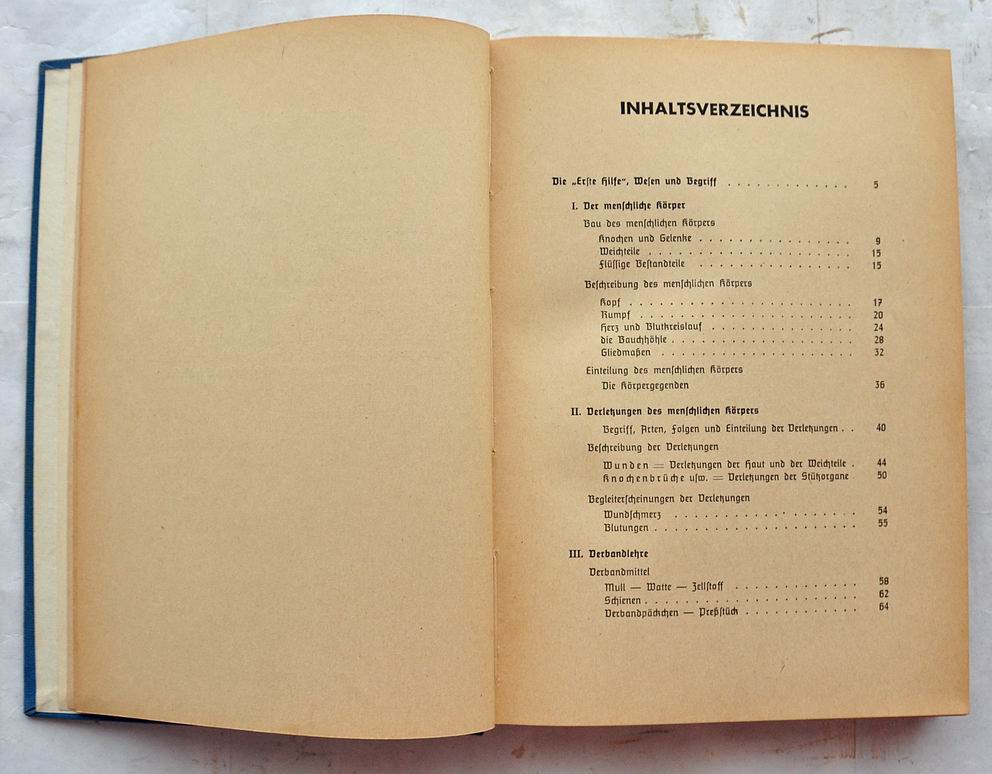 INHALTSVERZEICHNIS
Die „Erste Hilfe“, Wesen und Begriff . . . . . . . . . . . . . 5
I. Der menschliche Körper
Bau des menschlichen Körpers
Knochen und Gelenke . . . . . . . . . . . . . . . 9
Weichteile . . . . . . . . . . . . . . . . . . . 15
Flüssige Bestandteile . . . . . . . . . . . . . . . 15
Beschreibung des menschlichen Körpers
Kopf . . . . . . . . . . . . . . . . . . . . . 17
Rumpf . . . . . . . . . . . . . . . . . . . . 20
Herz und Blutkreislauf . . . . . . . . . . . . . . 24
die Bauchhöhle . . . . . . . . . . . . . . . . . 28
Gliedmaßen . . . . . . . . . . . . . . . . . . 32
Einteilung des menschlichen Körpers
Die Körpergegenden 36
II. Verletzungen des menschlichen Körpers
Begriff, Arten, Folgen und Einteilung der Verletzungen . . 40
Beschreibung der Verletzungen
Wunden = Verletzungen der Haut und der Weichteile . 44
Knochenbrüche usw. = Verletzungen der Stützorgane 50
Begleiterscheinungen der Verletzungen
Wundschmerz . . . . . . . . . . . . . . . . . 54
Blutungen . . . . . . . . . . . . . . . . . . . 55
III. Verbandlehre
Verbandmittel
Mull — Watte — Zellstoff . . . . . . . . . . . . 58
Schienen . . . . . . . . . . . . . . . . . . . . 62
Verbandpäckchen — Preßstück . . . . . . . . . . . 64